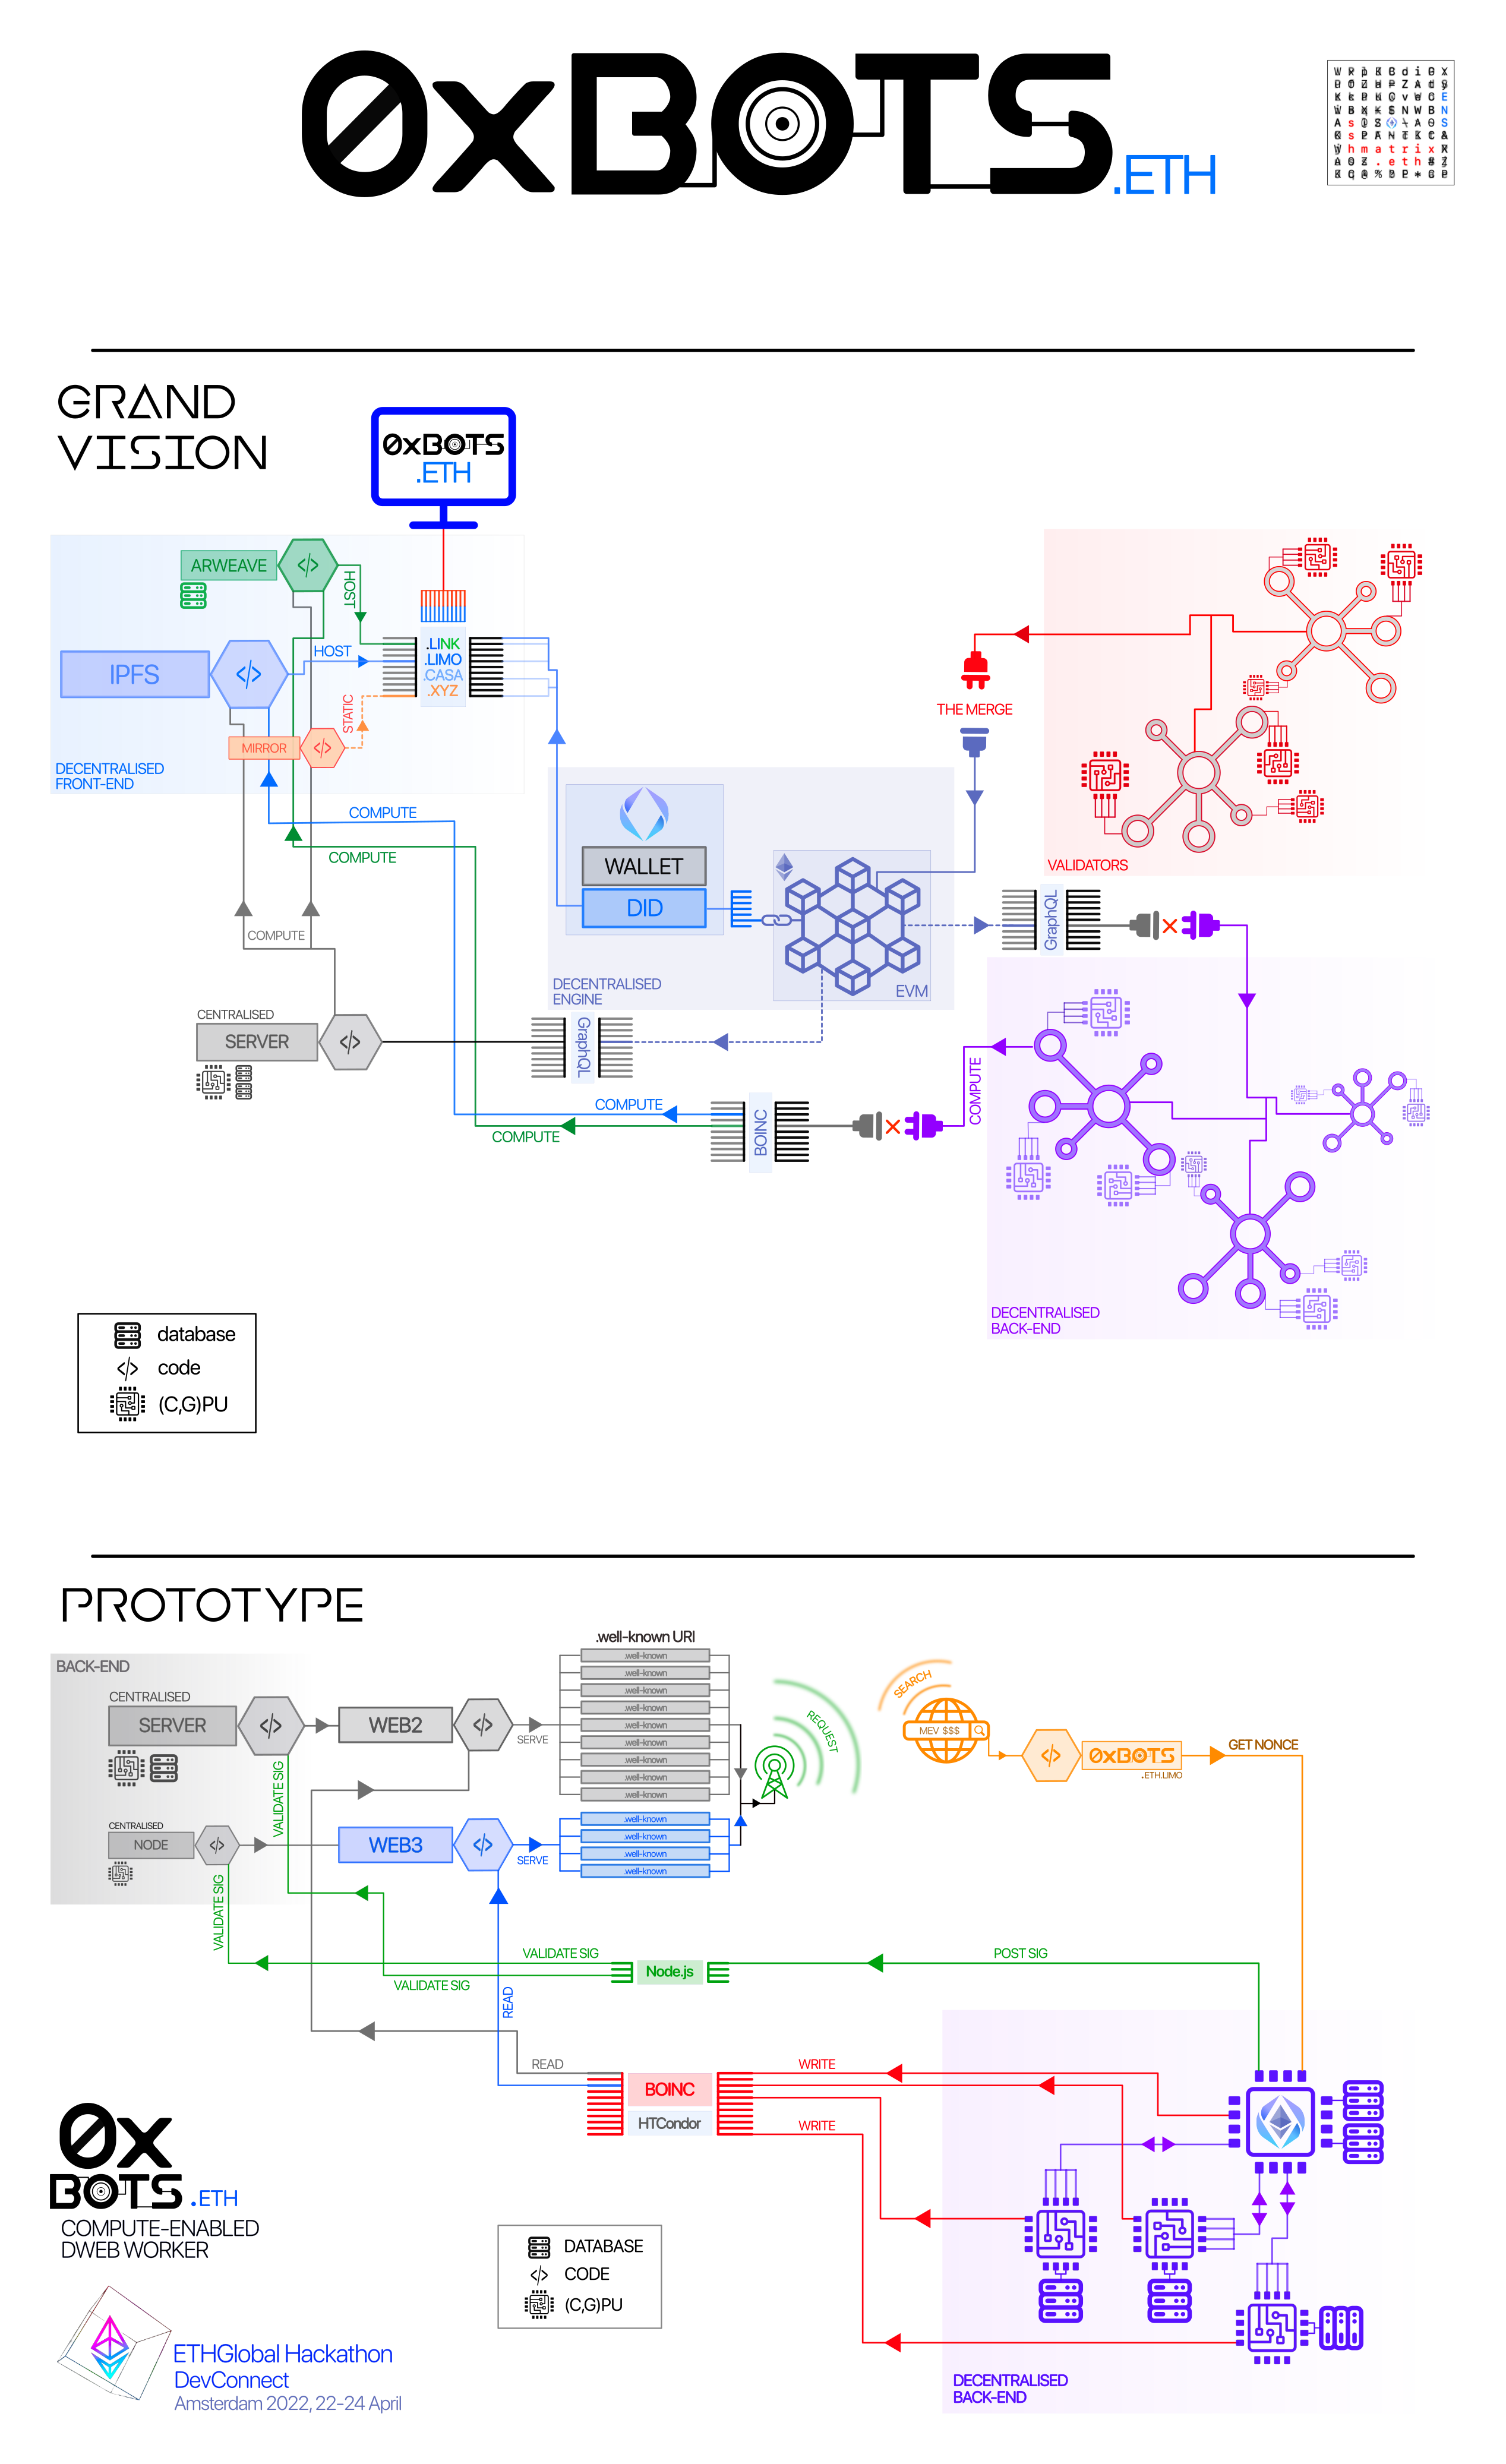 0xBOTS
.ETH
ENS
sshmatrix
.eth
GRAND
VISION
0xBOTS
.ETH
ARWEAVE
HOST
IPFS
HOST
.LINK
.LIMO
.CASA
.XYZ
STATIC
MIRROR
DECENTRALISED
FRONT-END
THE MERGE
VALIDATORS
COMPUTE
COMPUTE
COMPUTE
WALLET
DID
DECENTRALISED
ENGINE
EVM
GraphQL
CENTRALISED
SERVER
GraphQL
COMPUTE
COMPUTE
BOINC
COMPUTE
DECENTRALISED
BACK-END
database
code
(C,G)PU
PROTOTYPE
BACK-END
CENTRALISED
SERVER
WEB2
SERVE
.well-known URI
.well-known
.well-known
.well-known
.well-known
.well-known
.well-known
.well-known
.well-known
.well-known
REQUEST
SEARCH
MEV $$$
0xBOTS
.ETH.LIMO
GET NONCE
VALIDATE SIG
CENTRALISED
NODE
WEB3
SERVE
.well-known
.well-known
.well-known
.well-known
VALIDATE SIG
VALIDATE SIG
VALIDATE SIG
Node.js
POST SIG
READ
READ
BOINC
HTCondor
WRITE
WRITE
0x
BOTS .ETH
COMPUTE-ENABLED
DWEB WORKER
DATABASE
CODE
(C,G)PU
ETHGlobal Hackathon
DevConnect
Amsterdam 2022, 22-24 April
DECENTRALISED
BACK-END